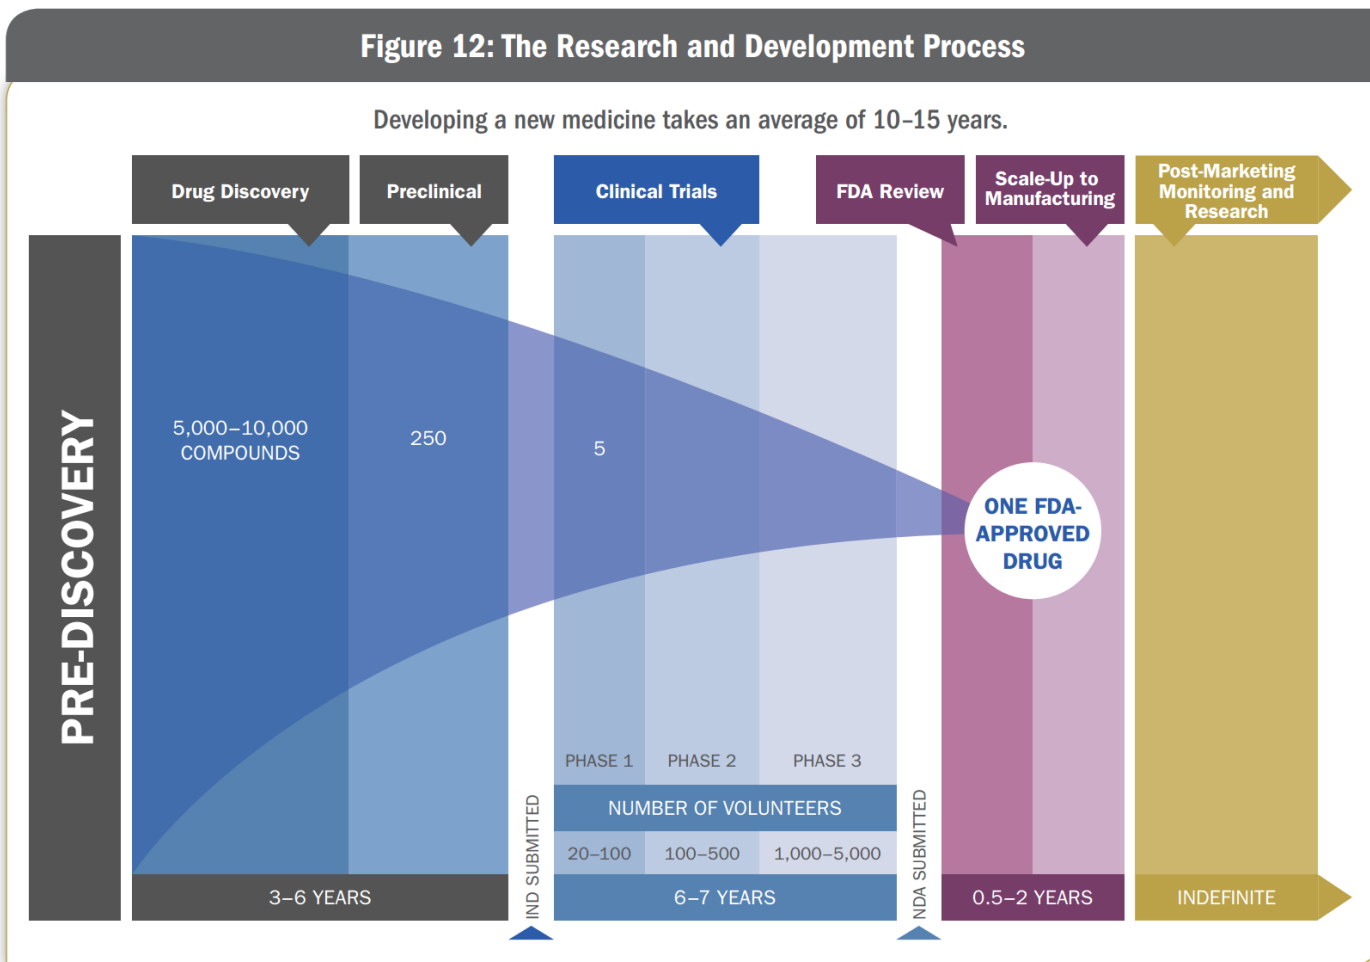 Figure 12: The Research and Development Process
Developing a new medicine takes an average of 10–15 years.
Drug Discovery
Preclinical
Clinical Trials
FDA Review
Scale-Up to
Manufacturing
Post-Marketing
Monitoring and
Research
PRE-DISCOVERY
5,000–10,000
COMPOUNDS
250
5
ONE FDA-
APPROVED
DRUG
PHASE 1
PHASE 2
PHASE 3
NUMBER OF VOLUNTEERS
20–100
100–500
1,000–5,000
3–6 YEARS
IND SUBMITTED
6–7 YEARS
NDA SUBMITTED
0.5–2 YEARS
INDEFINITE